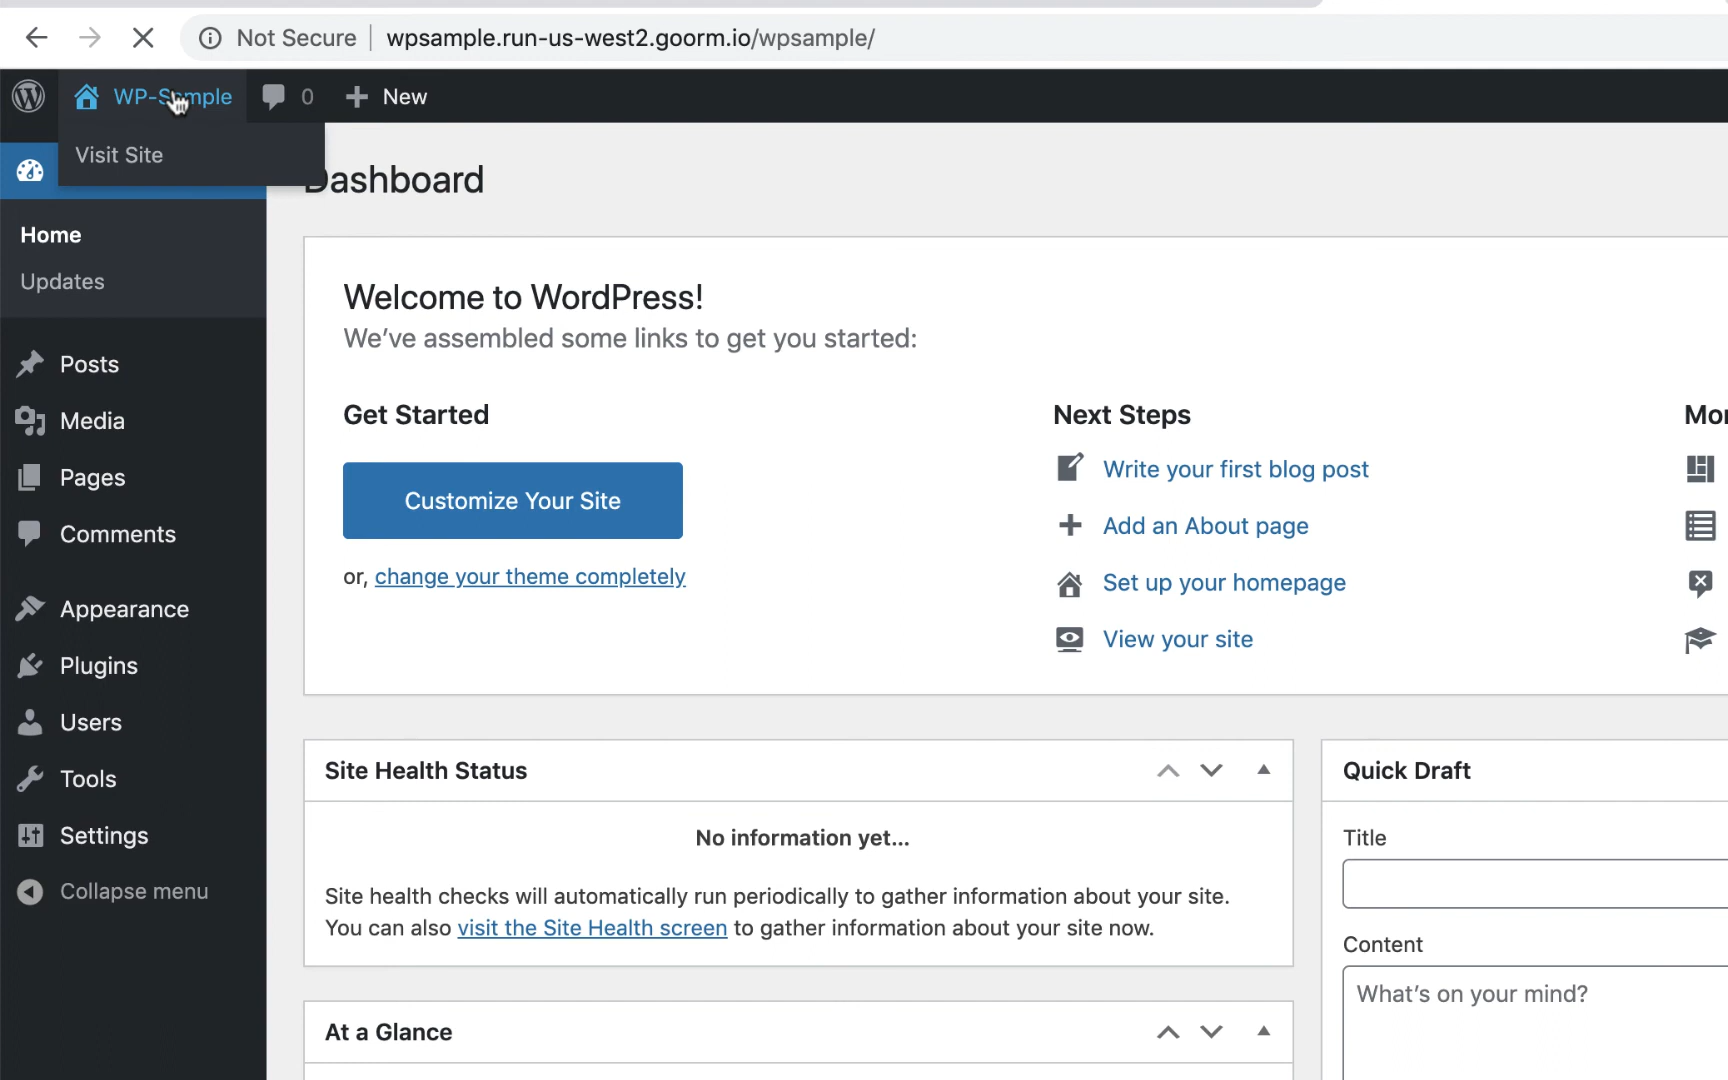 Not Secure wpsample.run-us-west2.goorm.io/wpsample/
WP-Sample 0 New
Visit Site
Dashboard
Home
Updates
Posts
Media
Pages
Comments
Appearance
Plugins
Users
Tools
Settings
Collapse menu
Welcome to WordPress!
We’ve assembled some links to get you started:
Get Started
Customize Your Site
or, change your theme completely
Next Steps
Write your first blog post
Add an About page
Set up your homepage
View your site
Site Health Status
No information yet...
Site health checks will automatically run periodically to gather information about your site.
You can also visit the Site Health screen to gather information about your site now.
At a Glance
Quick Draft
Title
Content
What’s on your mind?